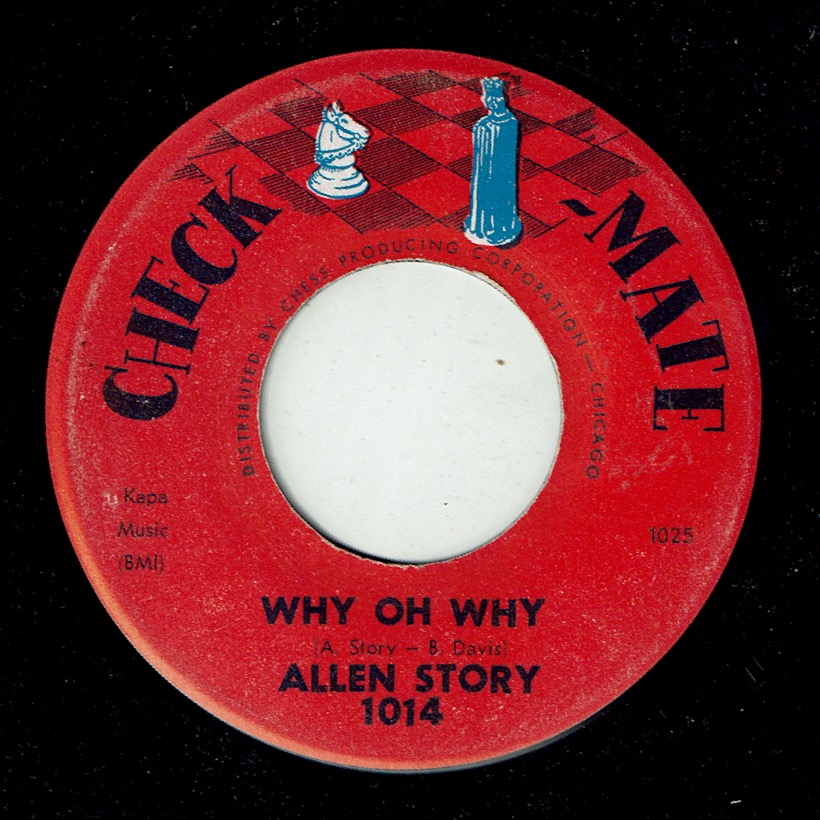 CHECK-MATE
DISTRIBUTED BY CHESS PRODUCING CORPORATION — CHICAGO
Kapa
Music
(BMI)
1025
WHY OH WHY
(A. Story – B. Davis)
ALLEN STORY
1014